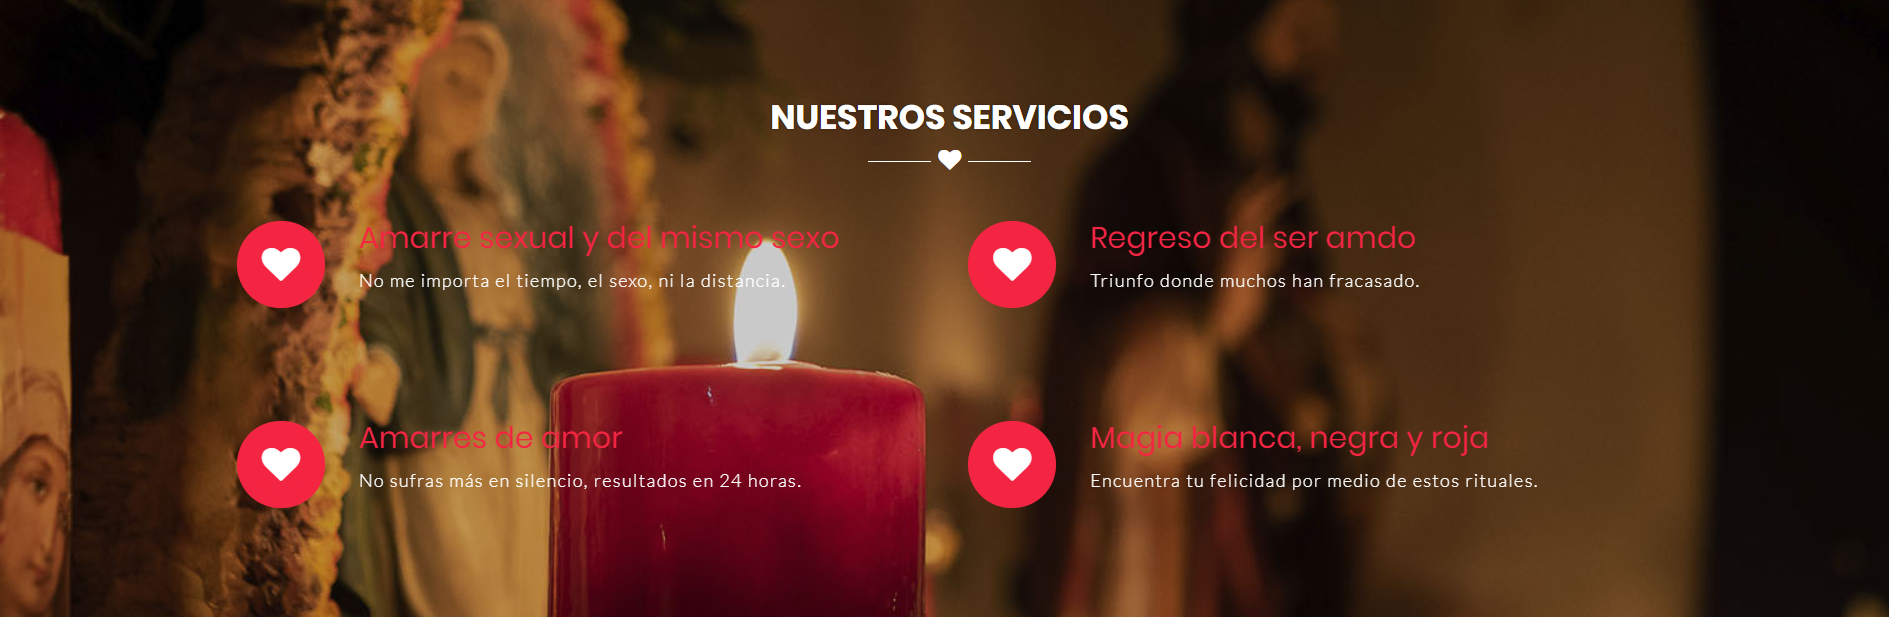 NUESTROS SERVICIOS
Amarre sexual y del mismo sexo
No me importa el tiempo, el sexo, ni la distancia.
Regreso del ser amdo
Triunfo donde muchos han fracasado.
Amarres de amor
No sufras más en silencio, resultados en 24 horas.
Magia blanca, negra y roja
Encuentra tu felicidad por medio de estos rituales.